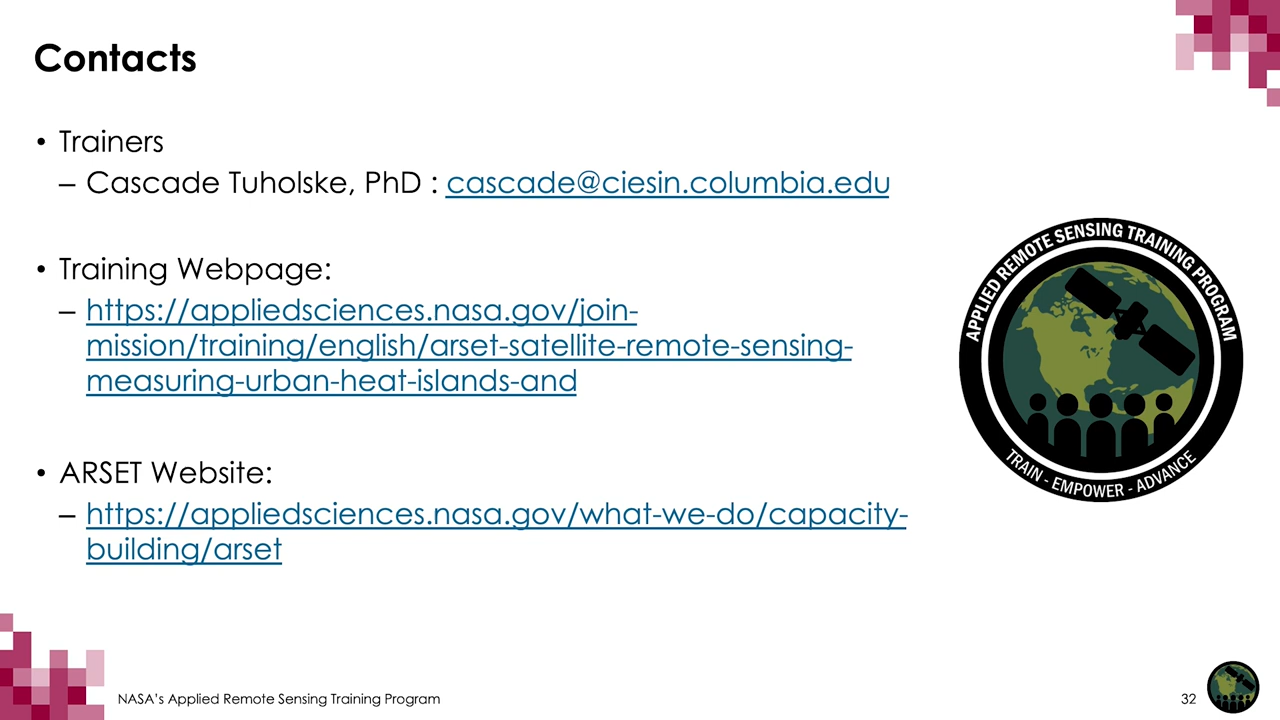 Contacts
• Trainers
– Cascade Tuholske, PhD : cascade@ciesin.columbia.edu
• Training Webpage:
– https://appliedsciences.nasa.gov/join-
mission/training/english/arset-satellite-remote-sensing-
measuring-urban-heat-islands-and
• ARSET Website:
– https://appliedsciences.nasa.gov/what-we-do/capacity-
building/arset
APPLIED REMOTE SENSING TRAINING PROGRAM
TRAIN - EMPOWER - ADVANCE
NASA’s Applied Remote Sensing Training Program
32